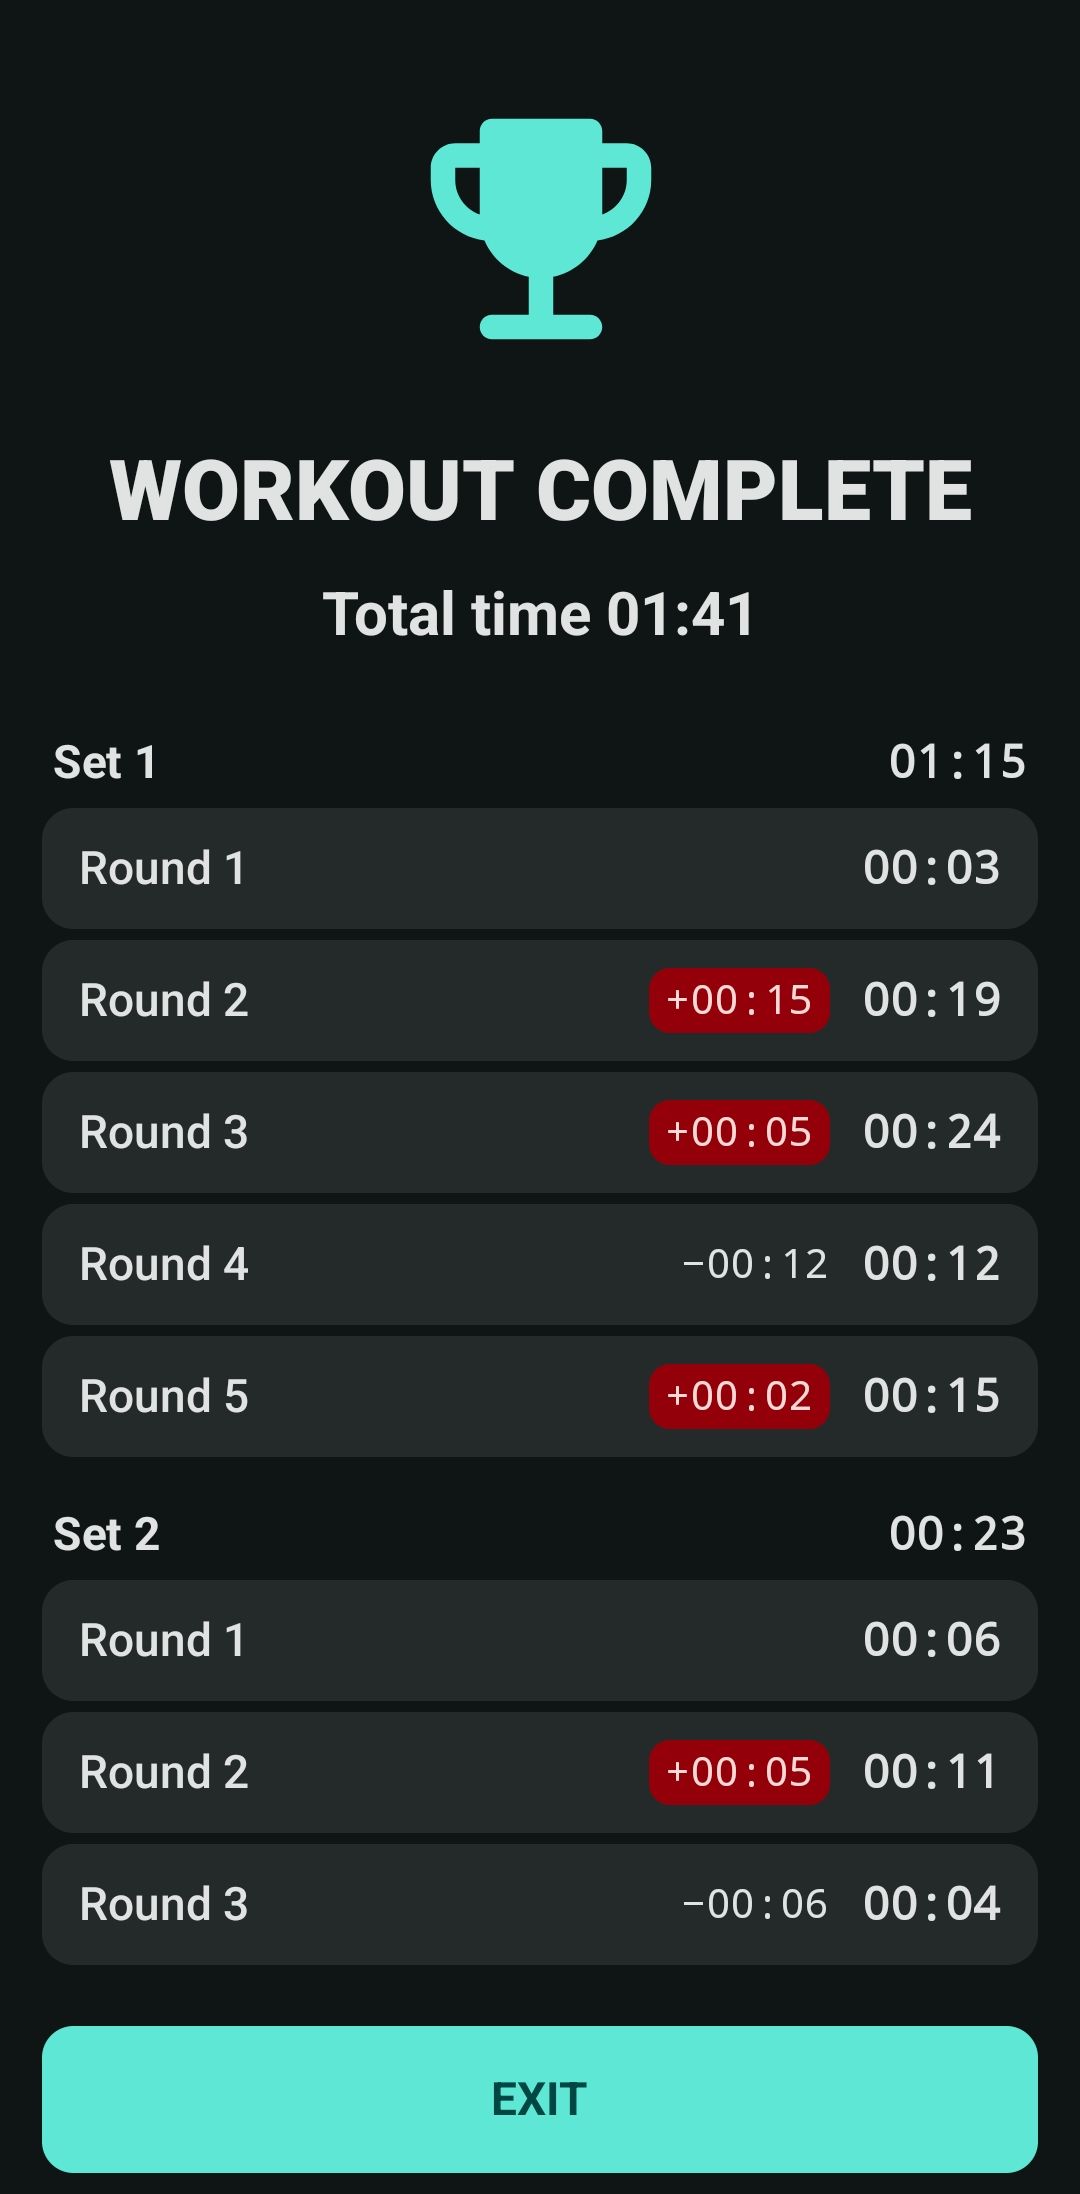 WORKOUT COMPLETE
Total time 01:41
Set 1 01:15
Round 1 00:03
Round 2 +00:15 00:19
Round 3 +00:05 00:24
Round 4 −00:12 00:12
Round 5 +00:02 00:15
Set 2 00:23
Round 1 00:06
Round 2 +00:05 00:11
Round 3 −00:06 00:04
EXIT